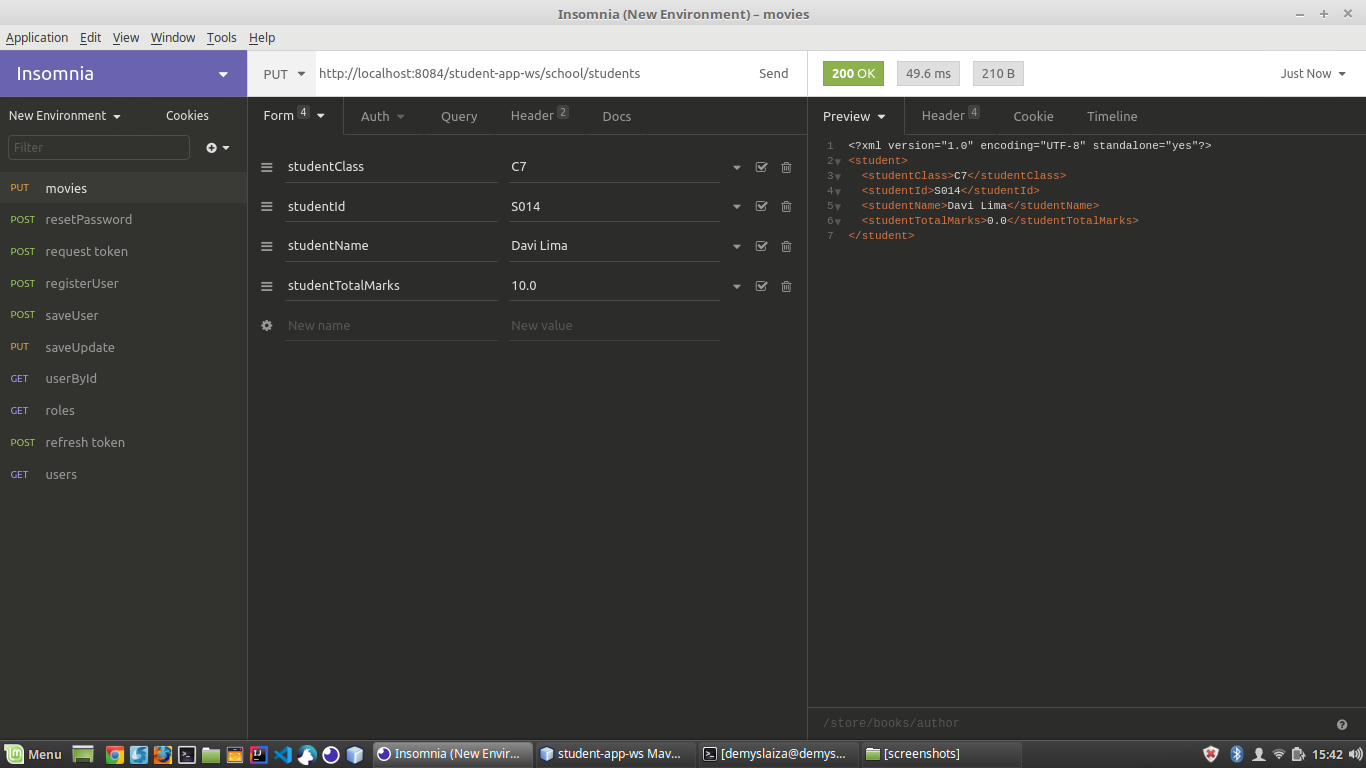 Insomnia (New Environment) – movies
Application Edit View Window Tools Help
Insomnia
PUT http://localhost:8084/student-app-ws/school/students Send
200 OK 49.6 ms 210 B Just Now
New Environment Cookies
Filter
PUT movies
POST resetPassword
POST request token
POST registerUser
POST saveUser
PUT saveUpdate
GET userById
GET roles
POST refresh token
GET users
Form 4 Auth Query Header 2 Docs
studentClass C7
studentId S014
studentName Davi Lima
studentTotalMarks 10.0
New name New value
Preview Header 4 Cookie Timeline
1 <?xml version="1.0" encoding="UTF-8" standalone="yes"?>
2 <student>
3 <studentClass>C7</studentClass>
4 <studentId>S014</studentId>
5 <studentName>Davi Lima</studentName>
6 <studentTotalMarks>0.0</studentTotalMarks>
7 </student>
/store/books/author
Menu Insomnia (New Envir... student-app-ws Mav... [demyslaiza@demys... [screenshots] 15:42